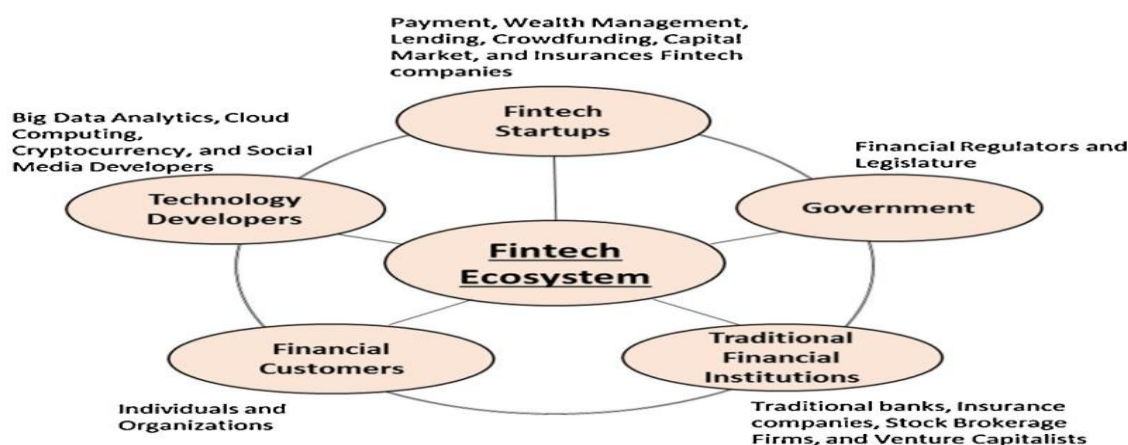 Payment, Wealth Management,
Lending, Crowdfunding, Capital
Market, and Insurances Fintech
companies
Fintech
Startups
Big Data Analytics, Cloud
Computing,
Cryptocurrency, and Social
Media Developers
Technology
Developers
Financial Regulators and
Legislature
Government
Fintech
Ecosystem
Financial
Customers
Individuals and
Organizations
Traditional
Financial
Institutions
Traditional banks, Insurance
companies, Stock Brokerage
Firms, and Venture Capitalists